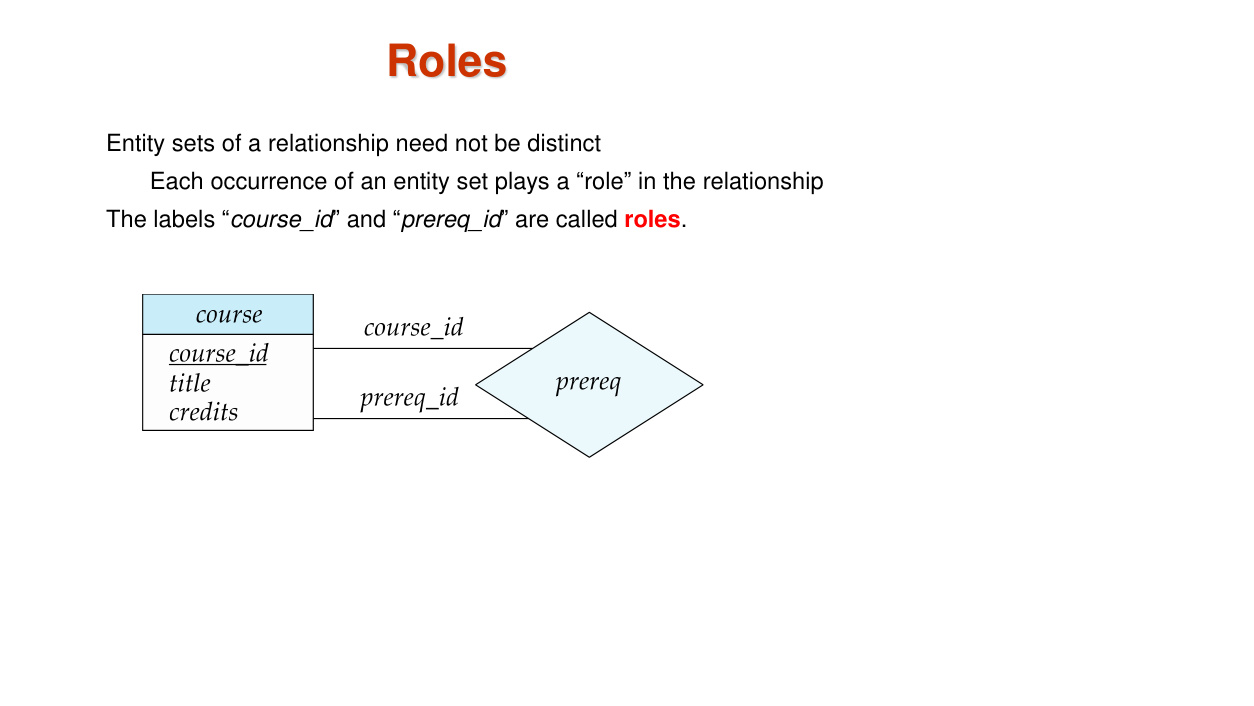 Roles
Entity sets of a relationship need not be distinct
Each occurrence of an entity set plays a “role” in the relationship
The labels “course_id” and “prereq_id” are called roles.
course
course_id
title
credits
course_id
prereq_id
prereq